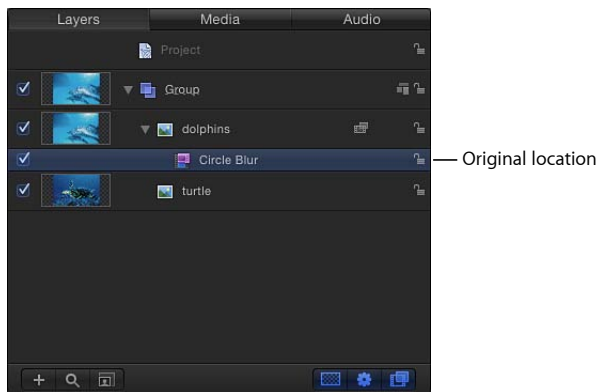 Layers Media Audio
Project
Group
dolphins
Circle Blur
Original location
turtle